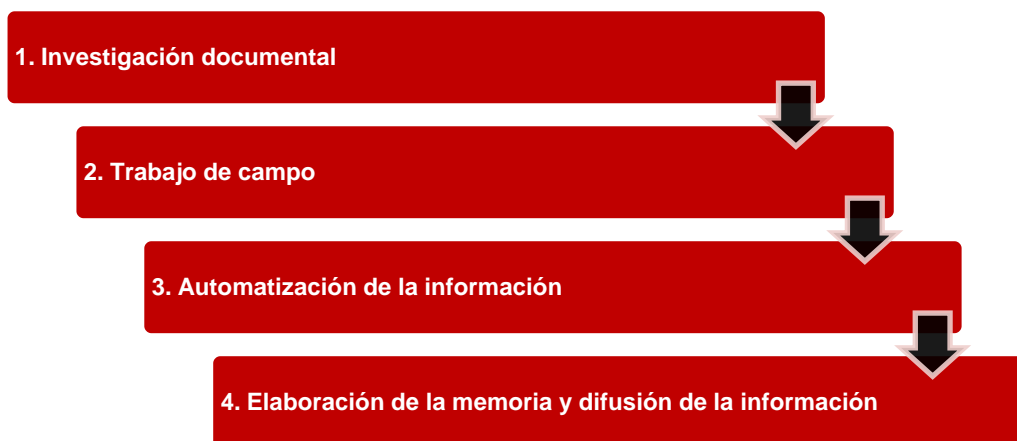 1. Investigación documental
2. Trabajo de campo
3. Automatización de la información
4. Elaboración de la memoria y difusión de la información